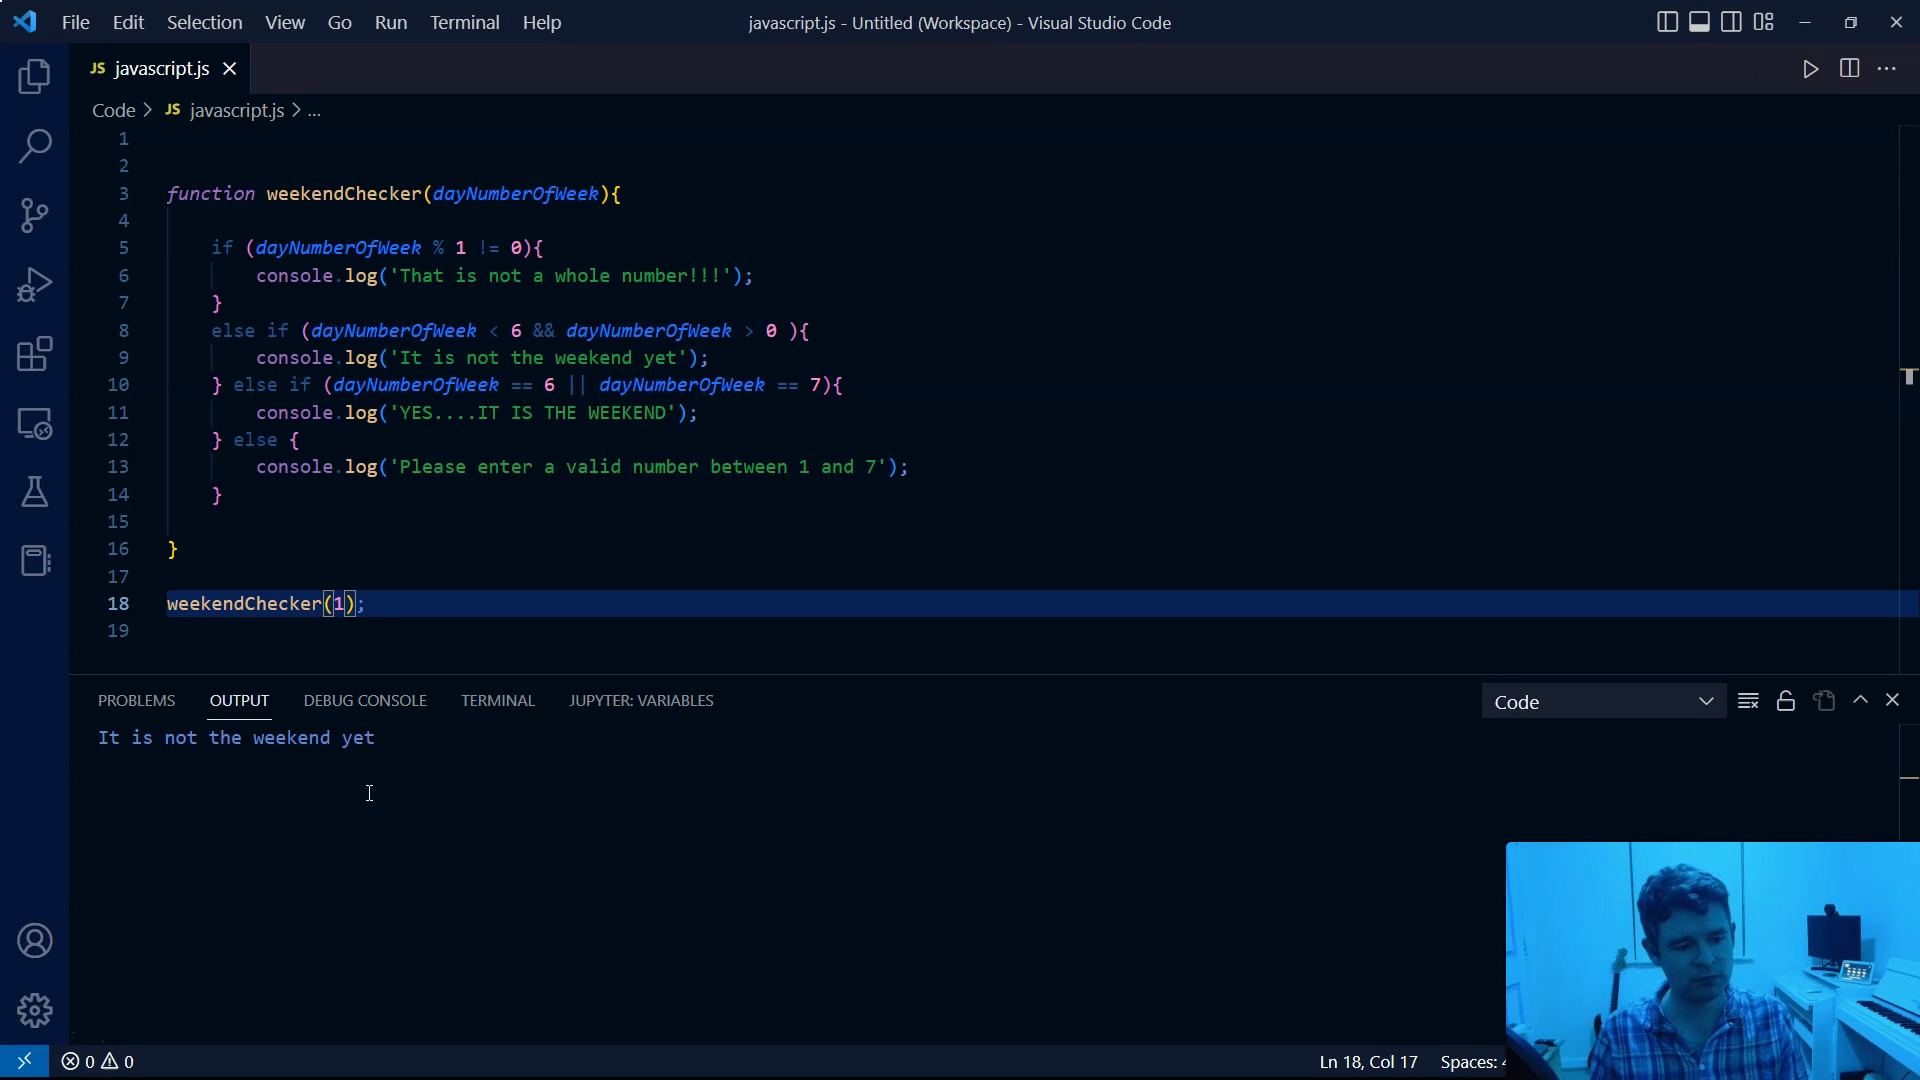 File Edit Selection View Go Run Terminal Help
javascript.js - Untitled (Workspace) - Visual Studio Code
JS javascript.js
Code > JS javascript.js > ...
1
2
3 function weekendChecker(dayNumberOfWeek){
4
5 if (dayNumberOfWeek % 1 != 0){
6 console.log('That is not a whole number!!!');
7 }
8 else if (dayNumberOfWeek < 6 && dayNumberOfWeek > 0 ){
9 console.log('It is not the weekend yet');
10 } else if (dayNumberOfWeek == 6 || dayNumberOfWeek == 7){
11 console.log('YES....IT IS THE WEEKEND');
12 } else {
13 console.log('Please enter a valid number between 1 and 7');
14 }
15
16 }
17
18 weekendChecker(1);
19
PROBLEMS OUTPUT DEBUG CONSOLE TERMINAL JUPYTER: VARIABLES
Code
It is not the weekend yet
0 0
Ln 18, Col 17 Spaces: